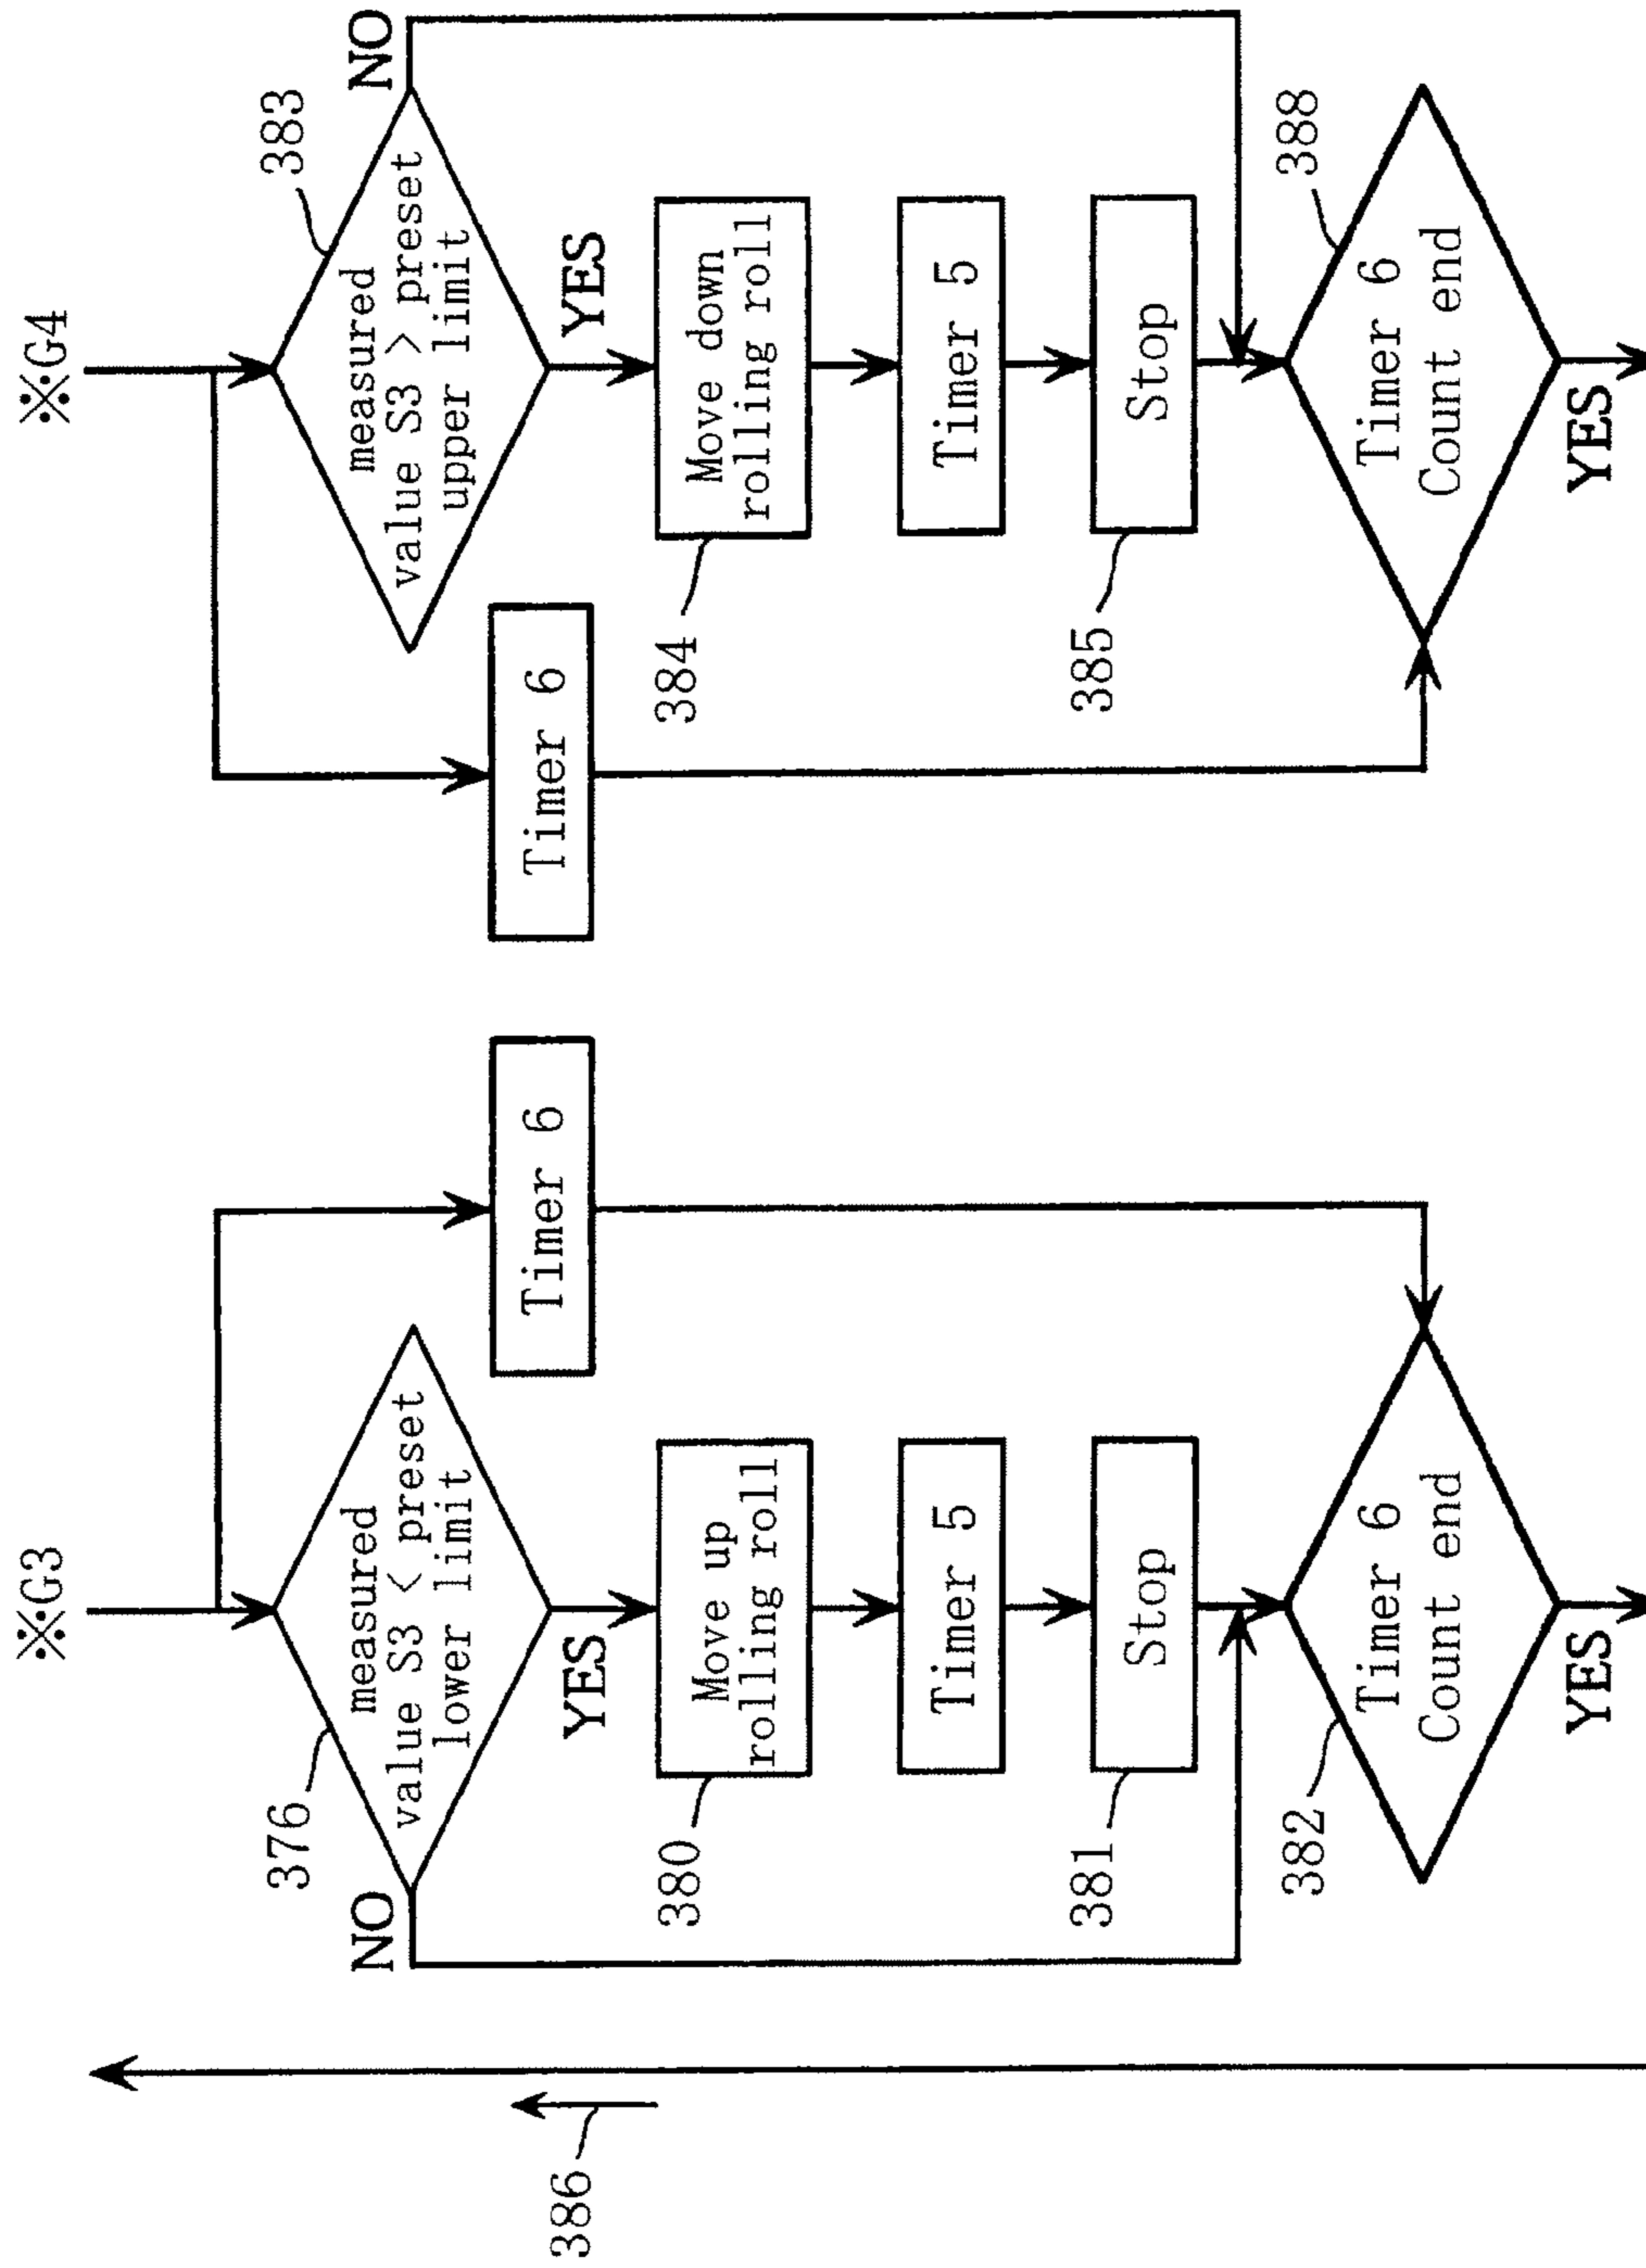 ※G3
376
measured
value S3 < preset
lower limit
NO
YES
Timer 6
380
Move up
rolling roll
Timer 5
381
Stop
382
Timer 6
Count end
YES
386
※G4
383
measured
value S3 > preset
upper limit
NO
YES
Timer 6
384
Move down
rolling roll
Timer 5
385
Stop
388
Timer 6
Count end
YES